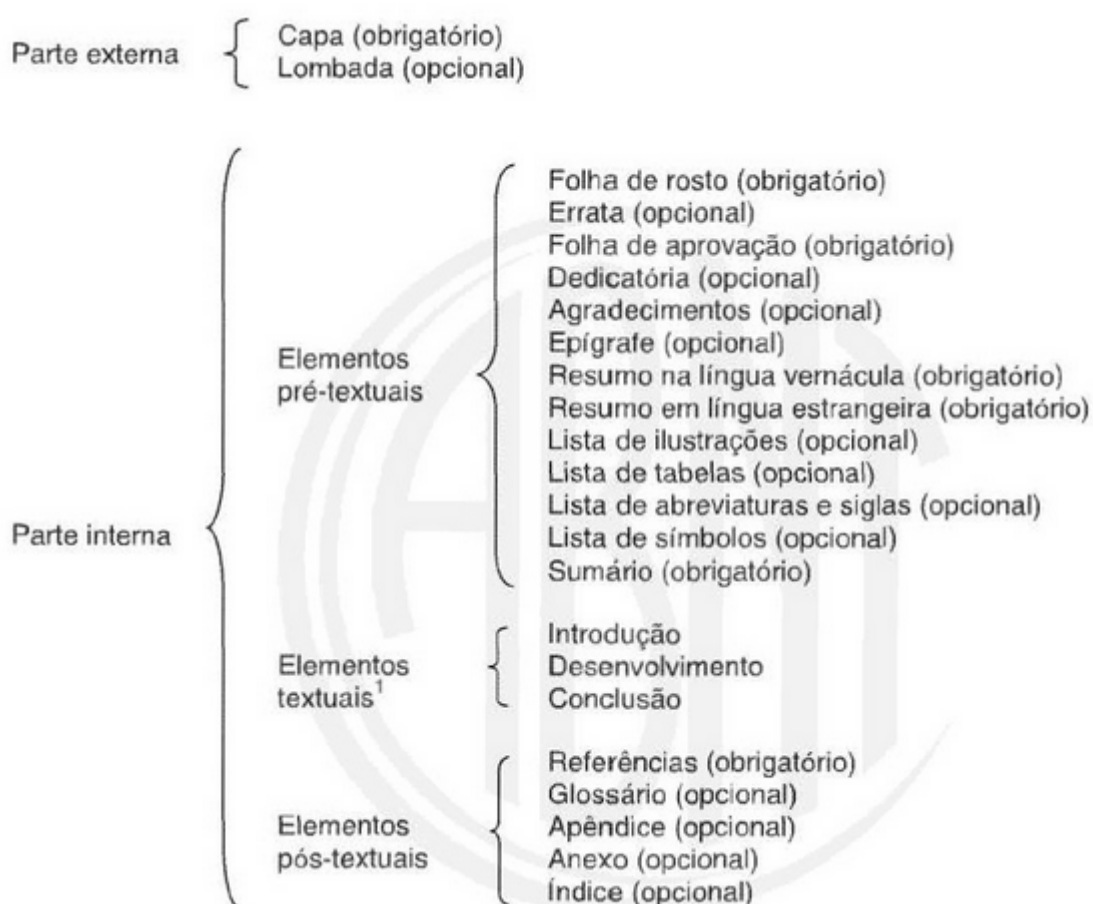 Parte externa
Capa (obrigatório)
Lombada (opcional)
Parte interna
Elementos
pré-textuais
Folha de rosto (obrigatório)
Errata (opcional)
Folha de aprovação (obrigatório)
Dedicatória (opcional)
Agradecimentos (opcional)
Epígrafe (opcional)
Resumo na língua vernácula (obrigatório)
Resumo em língua estrangeira (obrigatório)
Lista de ilustrações (opcional)
Lista de tabelas (opcional)
Lista de abreviaturas e siglas (opcional)
Lista de símbolos (opcional)
Sumário (obrigatório)
Elementos
textuais¹
Introdução
Desenvolvimento
Conclusão
Elementos
pós-textuais
Referências (obrigatório)
Glossário (opcional)
Apêndice (opcional)
Anexo (opcional)
Índice (opcional)
ABNT